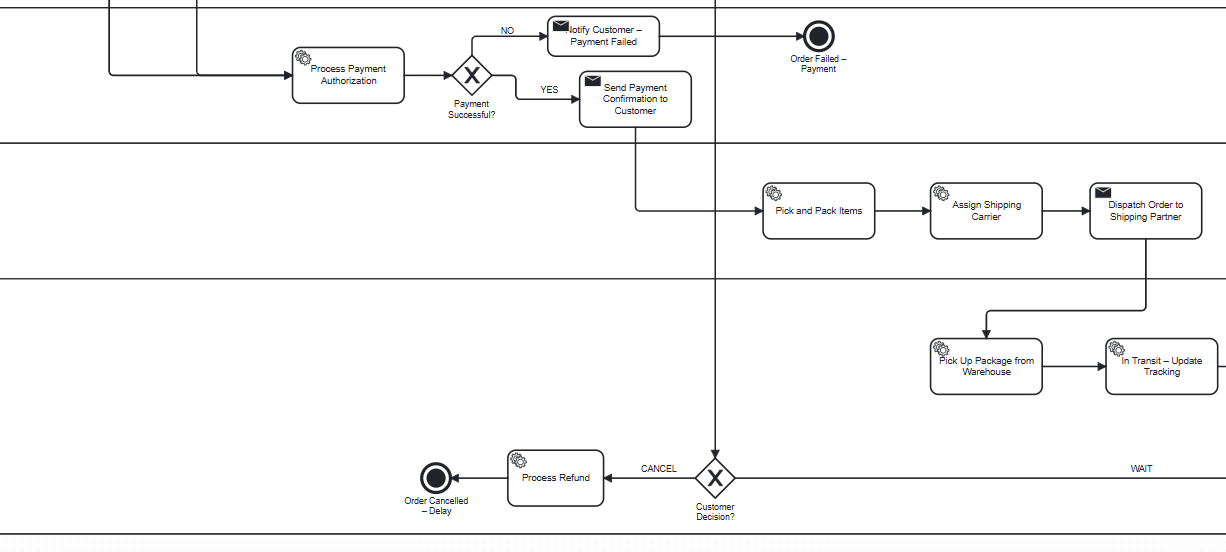 NO
Notify Customer –
Payment Failed
Order Failed –
Payment
Process Payment
Authorization
Payment
Successful?
YES
Send Payment
Confirmation to
Customer
Pick and Pack Items
Assign Shipping
Carrier
Dispatch Order to
Shipping Partner
Pick Up Package from
Warehouse
In Transit – Update
Tracking
Order Cancelled
– Delay
Process Refund
CANCEL
Customer
Decision?
WAIT